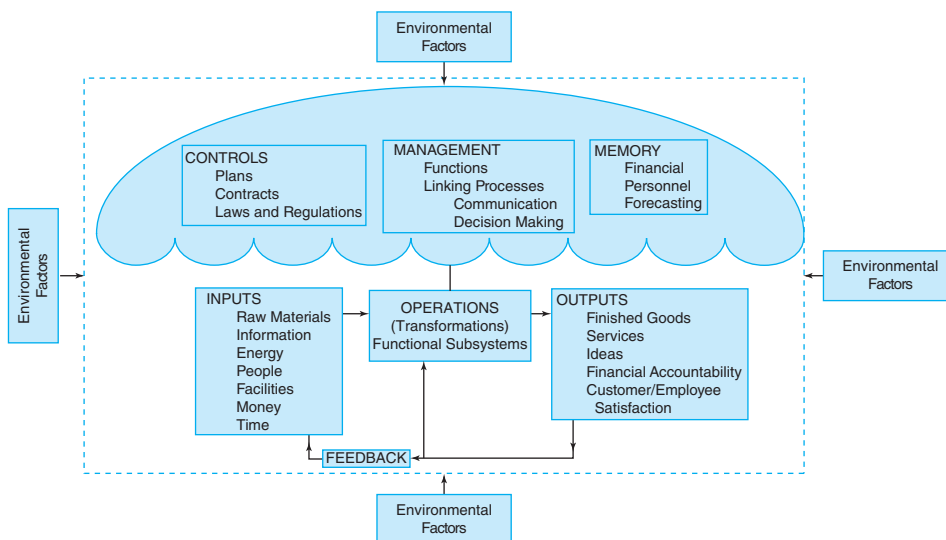 Environmental
Factors
CONTROLS
Plans
Contracts
Laws and Regulations
MANAGEMENT
Functions
Linking Processes
Communication
Decision Making
MEMORY
Financial
Personnel
Forecasting
Environmental
Factors
Environmental
Factors
INPUTS
Raw Materials
Information
Energy
People
Facilities
Money
Time
OPERATIONS
(Transformations)
Functional Subsystems
OUTPUTS
Finished Goods
Services
Ideas
Financial Accountability
Customer/Employee
Satisfaction
FEEDBACK
Environmental
Factors